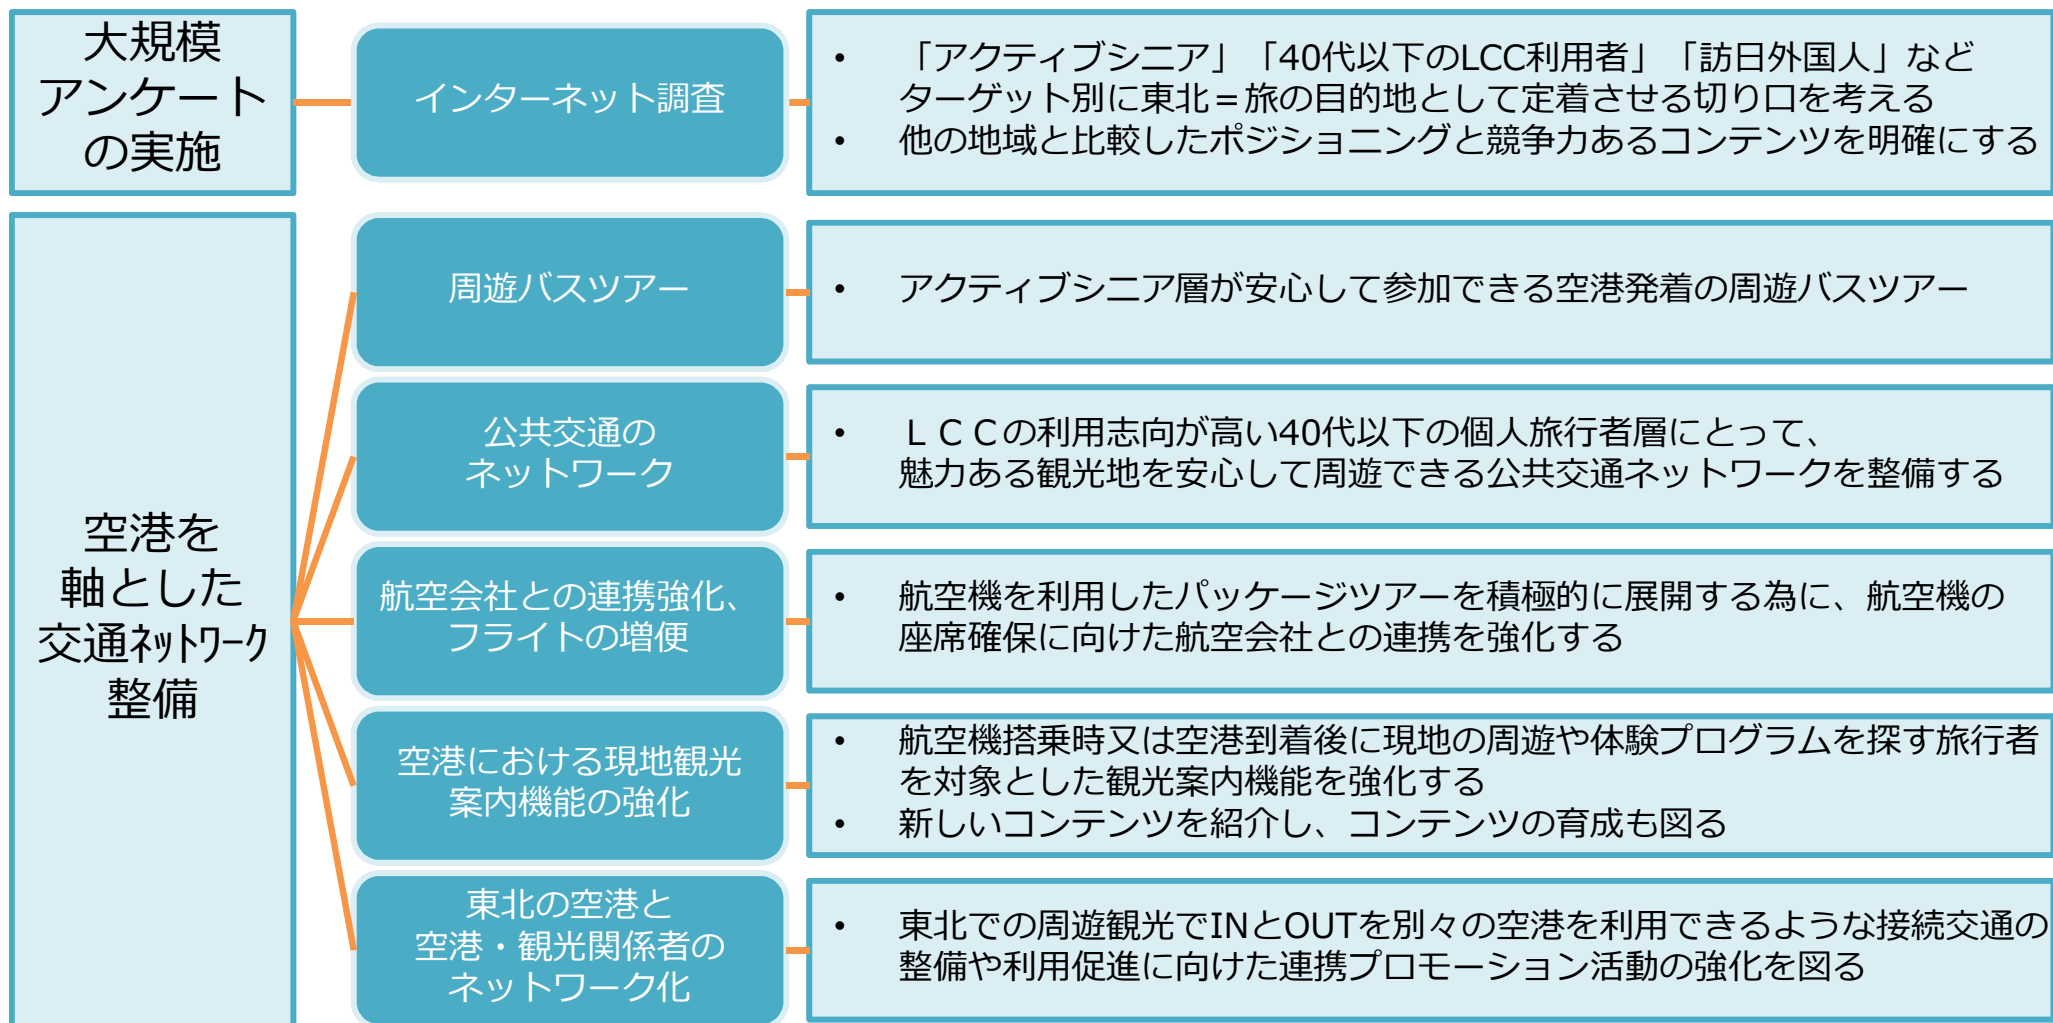 大規模
アンケート
の実施
インターネット調査
• 「アクティブシニア」「40代以下のLCC利用者」「訪日外国人」など
ターゲット別に東北＝旅の目的地として定着させる切り口を考える
• 他の地域と比較したポジショニングと競争力あるコンテンツを明確にする
空港を
軸とした
交通ﾈｯﾄﾜｰｸ
整備
周遊バスツアー
• アクティブシニア層が安心して参加できる空港発着の周遊バスツアー
公共交通の
ネットワーク
• ＬＣＣの利用志向が高い40代以下の個人旅行者層にとって、
魅力ある観光地を安心して周遊できる公共交通ネットワークを整備する
航空会社との連携強化、
フライトの増便
• 航空機を利用したパッケージツアーを積極的に展開する為に、航空機の
座席確保に向けた航空会社との連携を強化する
空港における現地観光
案内機能の強化
• 航空機搭乗時又は空港到着後に現地の周遊や体験プログラムを探す旅行者
を対象とした観光案内機能を強化する
• 新しいコンテンツを紹介し、コンテンツの育成も図る
東北の空港と
空港・観光関係者の
ネットワーク化
• 東北での周遊観光でINとOUTを別々の空港を利用できるような接続交通の
整備や利用促進に向けた連携プロモーション活動の強化を図る